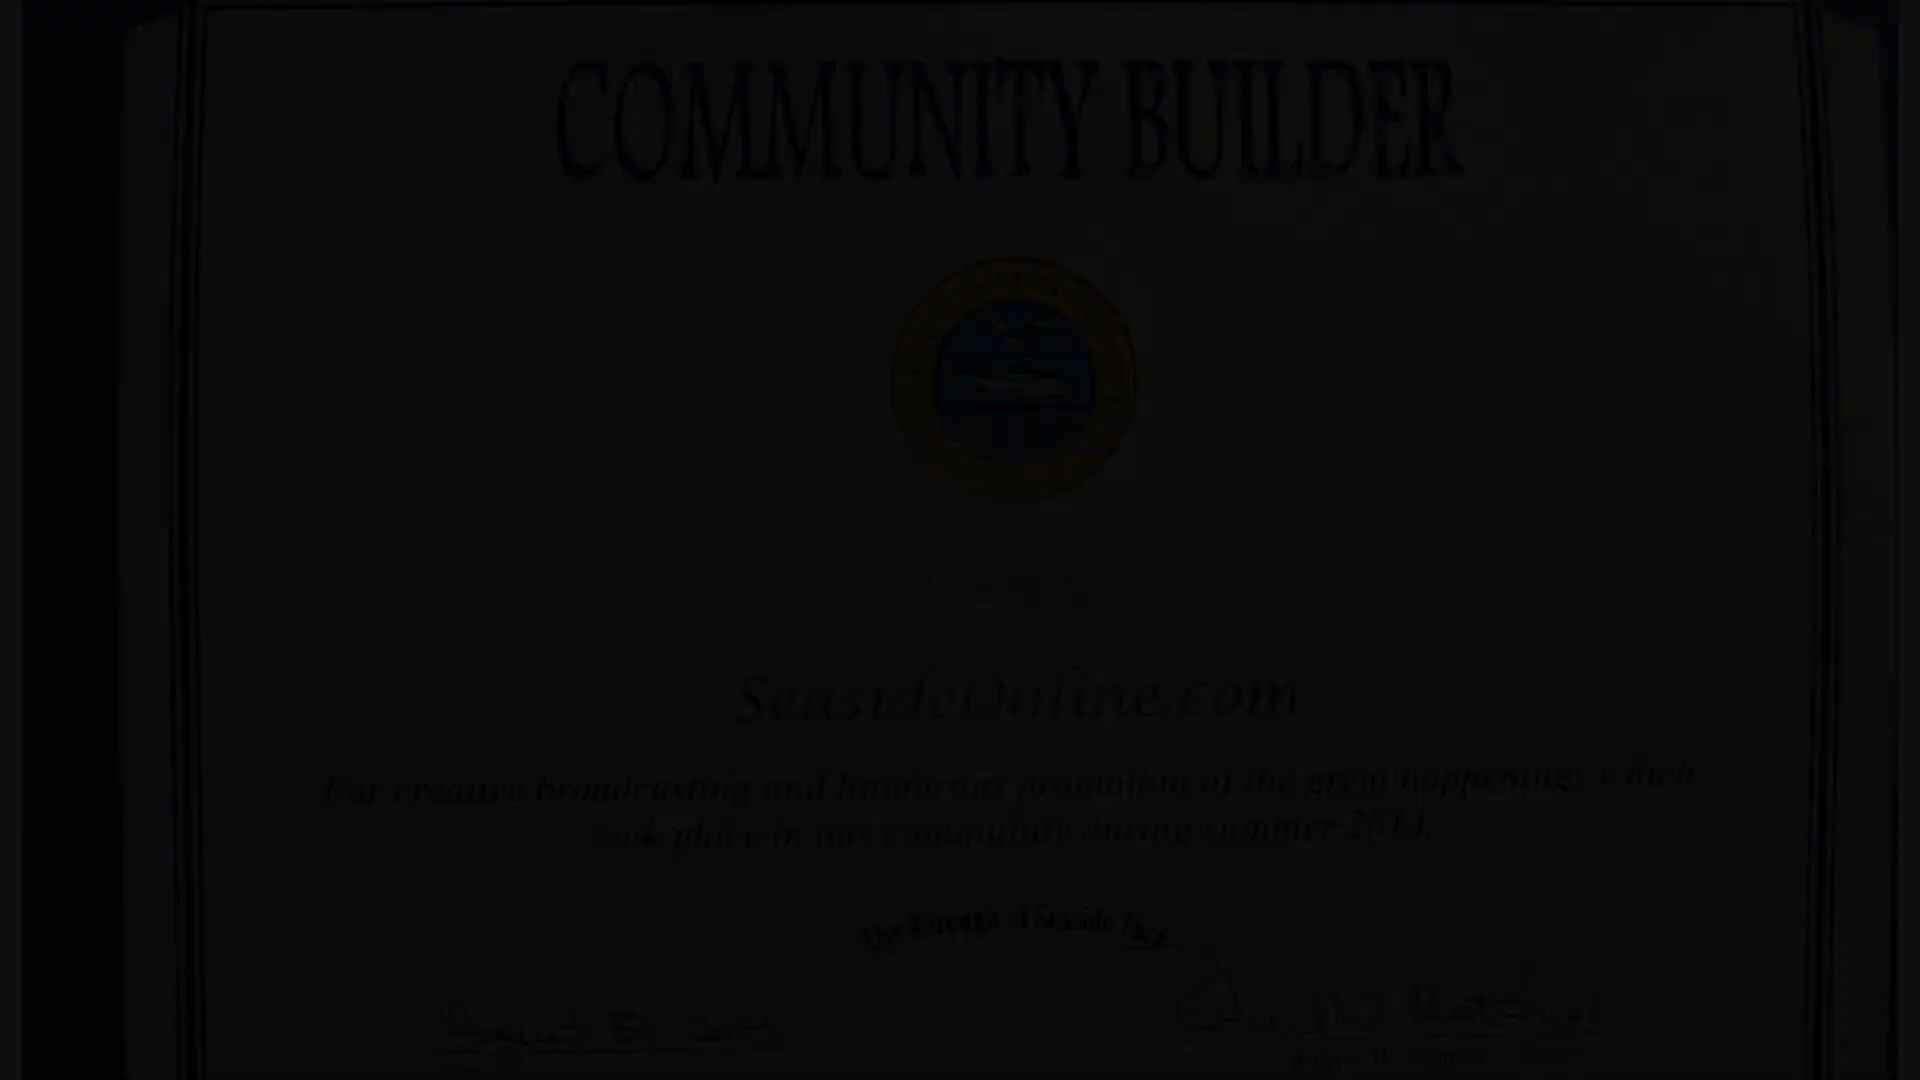 COMMUNITY BUILDER
SeasideOnline.com
For creative broadcasting and humorous promotion of the great happenings which
took place in our community during summer 2014.
The Borough of Seaside Park
August